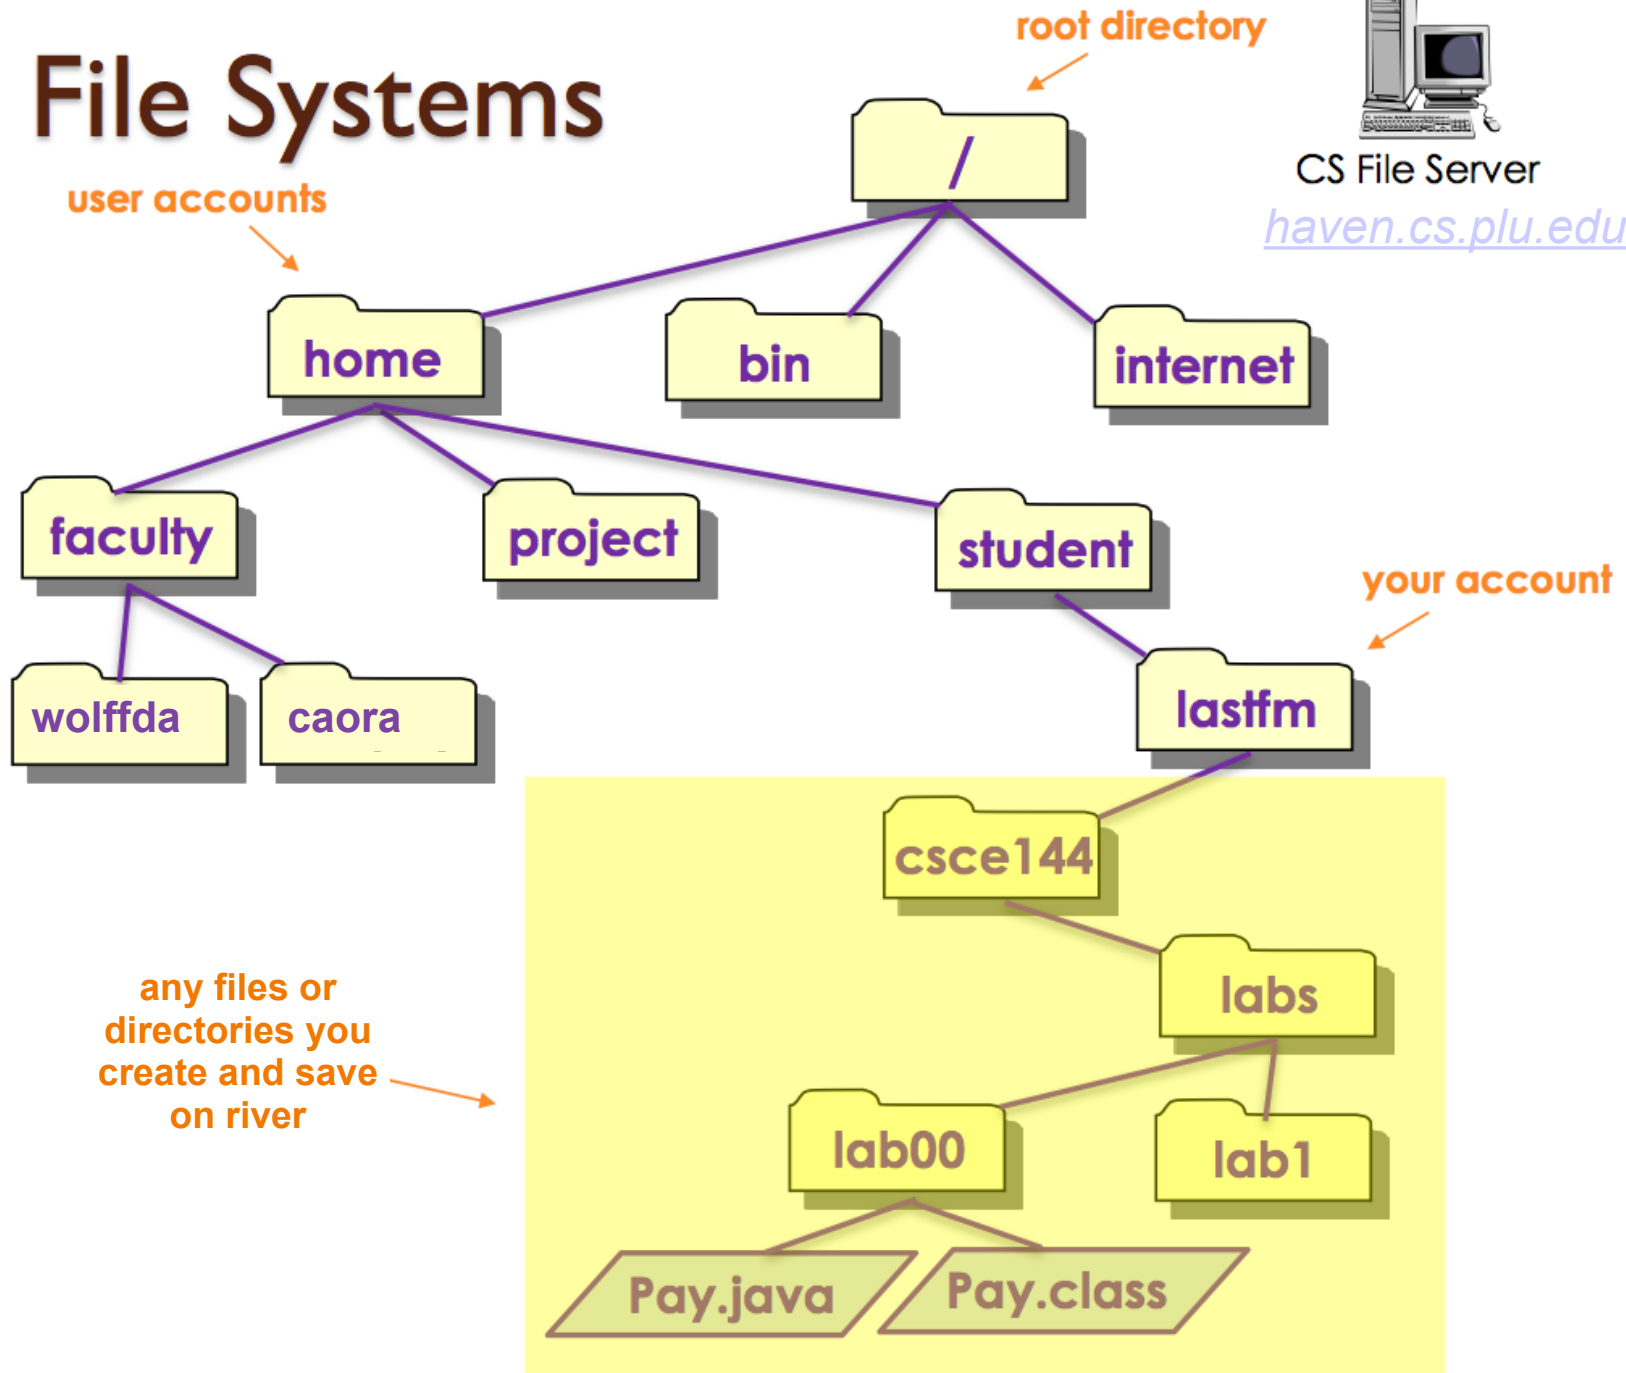 root directory
File Systems
/
CS File Server
user accounts
haven.cs.plu.edu
home
bin
internet
faculty
project
student
your account
wolffda
caora
lastfm
csce144
any files or
directories you
create and save
on river
labs
lab00
lab1
Pay.java
Pay.class